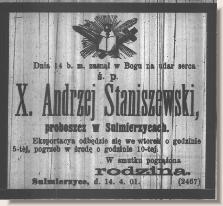 Dnia 14 b. m. zasnął w Bogu na udar serca
ś. p.
X. Andrzej Staniszewski,
proboszcz w Sulmierzycach.
Eksportacya odbędzie się we wtorek o godzinie
5-tej, pogrzeb w środę o godzinie 10-tej.
W smutku pogrążona
rodzina.
Sulmierzyce, d. 14. 4. 01. (2467)